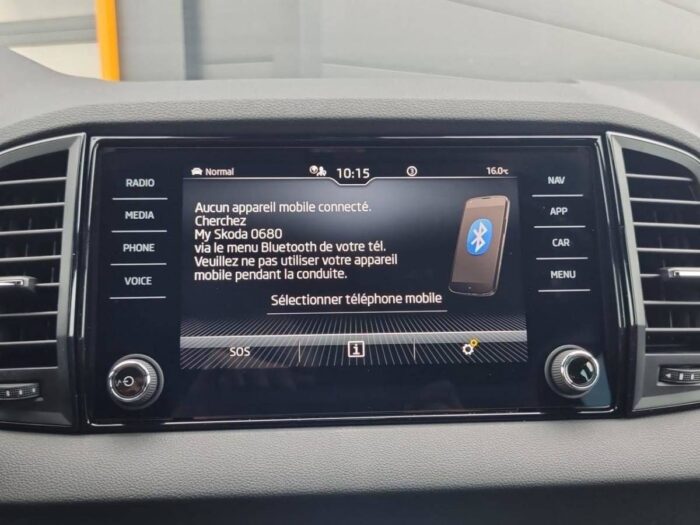 Normal 10:15 3 16.0c
RADIO
MEDIA
PHONE
VOICE
Aucun appareil mobile connecté.
Cherchez
My Skoda 0680
via le menu Bluetooth de votre tél.
Veuillez ne pas utiliser votre appareil
mobile pendant la conduite.
Sélectionner téléphone mobile
SOS i
NAV
APP
CAR
MENU